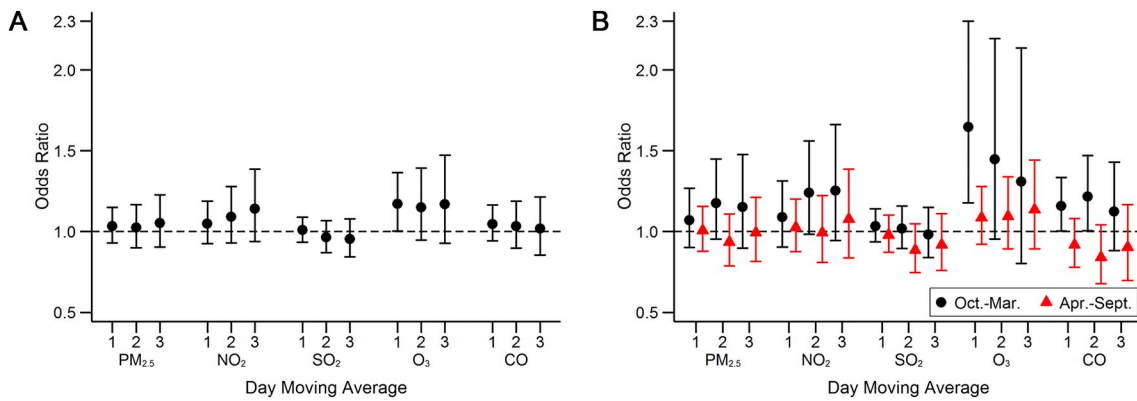 A
2.3
2.0
1.5
1.0
0.5
Odds Ratio
1 2 3 1 2 3 1 2 3 1 2 3 1 2 3
PM2.5 NO2 SO2 O3 CO
Day Moving Average
B
2.3
2.0
1.5
1.0
0.5
Odds Ratio
Oct.-Mar. Apr.-Sept.
1 2 3 1 2 3 1 2 3 1 2 3 1 2 3
PM2.5 NO2 SO2 O3 CO
Day Moving Average